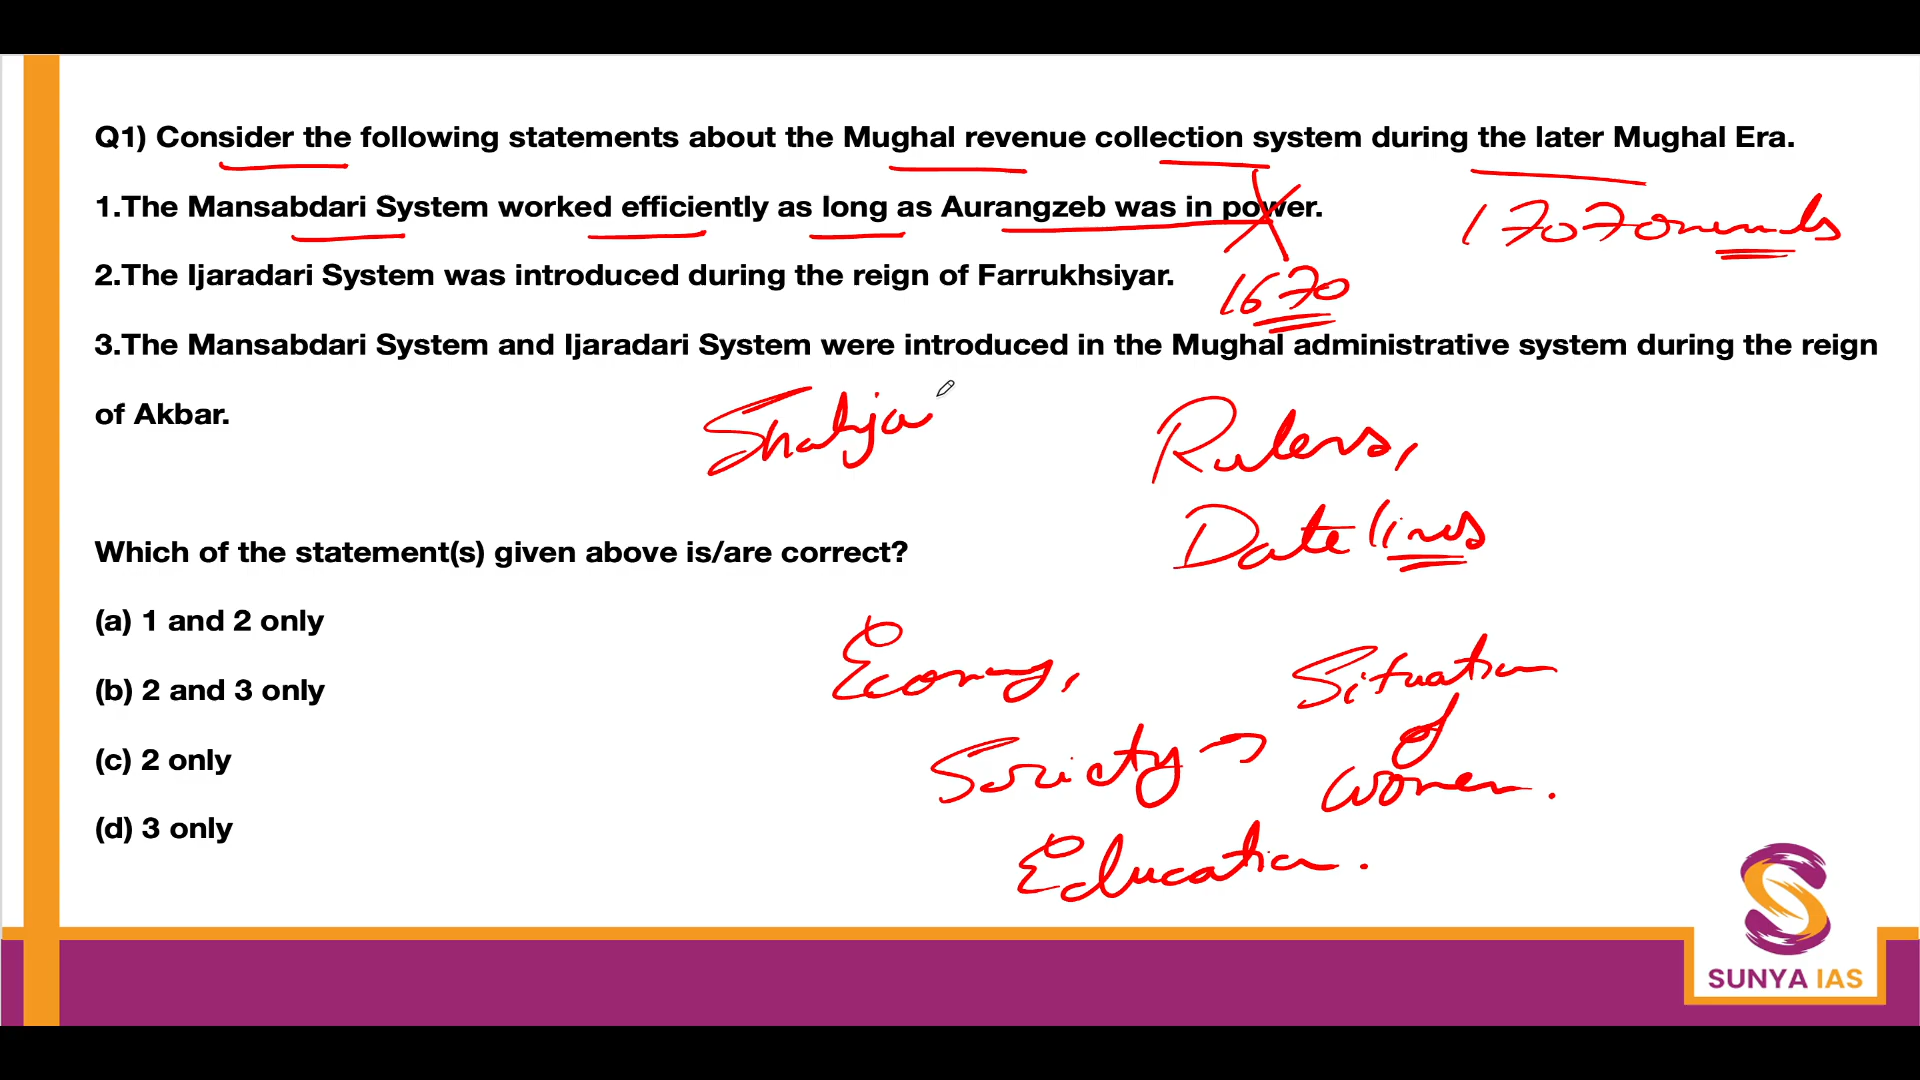 Q1) Consider the following statements about the Mughal revenue collection system during the later Mughal Era.
1.The Mansabdari System worked efficiently as long as Aurangzeb was in power.
1707 onwards
2.The Ijaradari System was introduced during the reign of Farrukhsiyar.
1670
3.The Mansabdari System and Ijaradari System were introduced in the Mughal administrative system during the reign
of Akbar.
Shahja
Rulers,
Date lines
Which of the statement(s) given above is/are correct?
(a) 1 and 2 only
(b) 2 and 3 only
(c) 2 only
(d) 3 only
Economy,
Society →
Situation
of
women.
Education.
SUNYA IAS